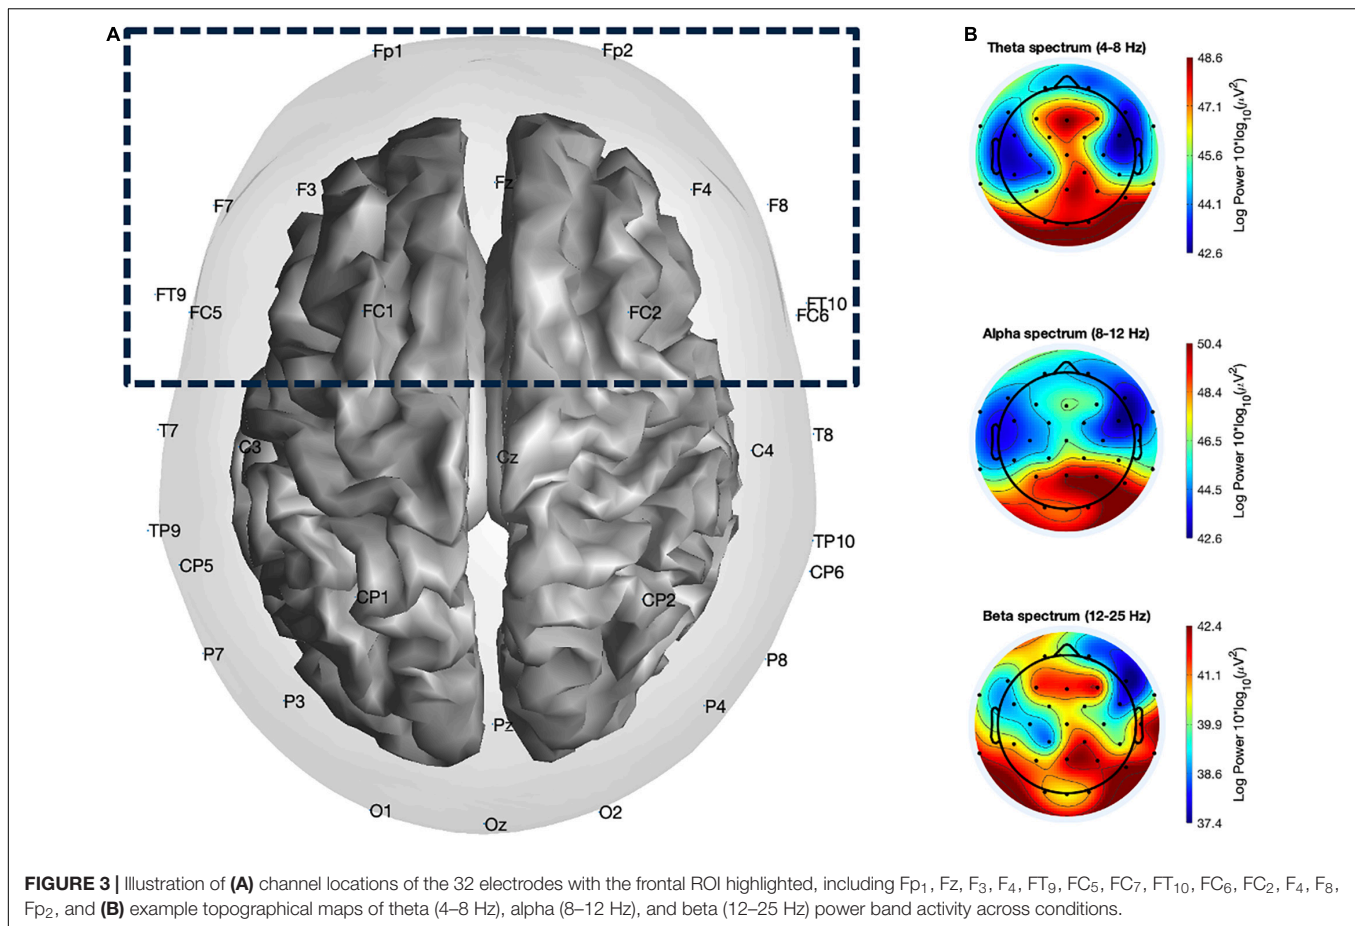 A
Fp1
Fp2
F7
F3
Fz
F4
F8
FT9
FC5
FC1
FC2
FT10
FC6
T7
C3
Cz
C4
T8
TP9
CP5
CP1
CP2
TP10
CP6
P7
P3
Pz
P4
P8
O1
Oz
O2
B
Theta spectrum (4-8 Hz)
48.6
47.1
45.6
44.1
42.6
Log Power 10*log10(μV2)
Alpha spectrum (8-12 Hz)
50.4
48.4
46.5
44.5
42.6
Log Power 10*log10(μV2)
Beta spectrum (12-25 Hz)
42.4
41.1
39.9
38.6
37.4
Log Power 10*log10(μV2)
FIGURE 3 | Illustration of (A) channel locations of the 32 electrodes with the frontal ROI highlighted, including Fp1, Fz, F3, F4, FT9, FC5, FC7, FT10, FC6, FC2, F4, F8,
Fp2, and (B) example topographical maps of theta (4–8 Hz), alpha (8–12 Hz), and beta (12–25 Hz) power band activity across conditions.